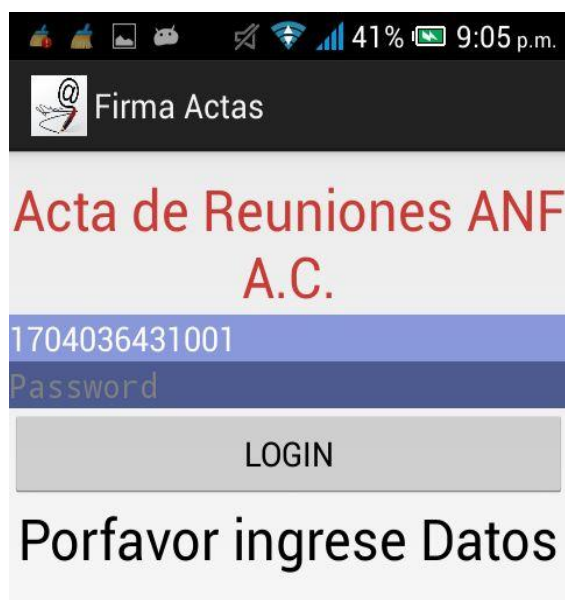 41% 9:05 p.m.
@ Firma Actas
Acta de Reuniones ANF
A.C.
1704036431001
Password
LOGIN
Porfavor ingrese Datos